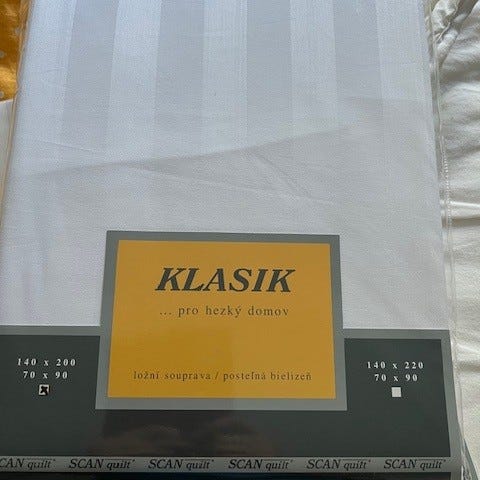 KLASIK
... pro hezký domov
ložní souprava / posteľná bielizeň
140 x 200
70 x 90
140 x 220
70 x 90
SCAN quilt SCAN quilt SCAN quilt SCAN quilt SCAN quilt SCAN quilt